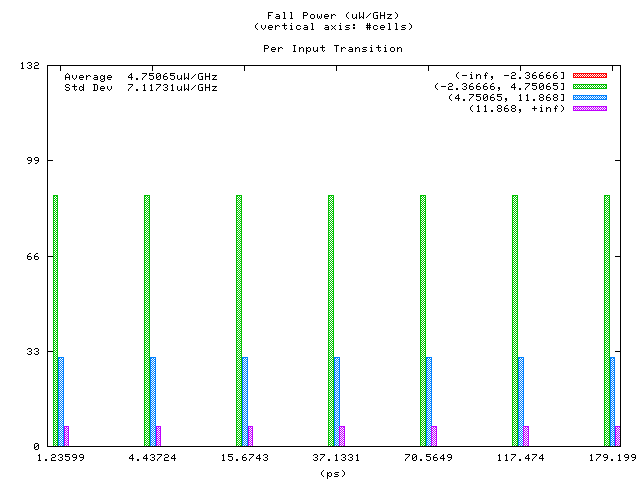 Fall Power (uW/GHz)
(vertical axis: #cells)
Per Input Transition
132
Average 4.75065uW/GHz
Std Dev 7.11731uW/GHz
(-inf, -2.36666]
(-2.36666, 4.75065]
(4.75065, 11.868]
(11.868, +inf)
99
66
33
0
1.23599 4.43724 15.6743 37.1331 70.5649 117.474 179.199
(ps)